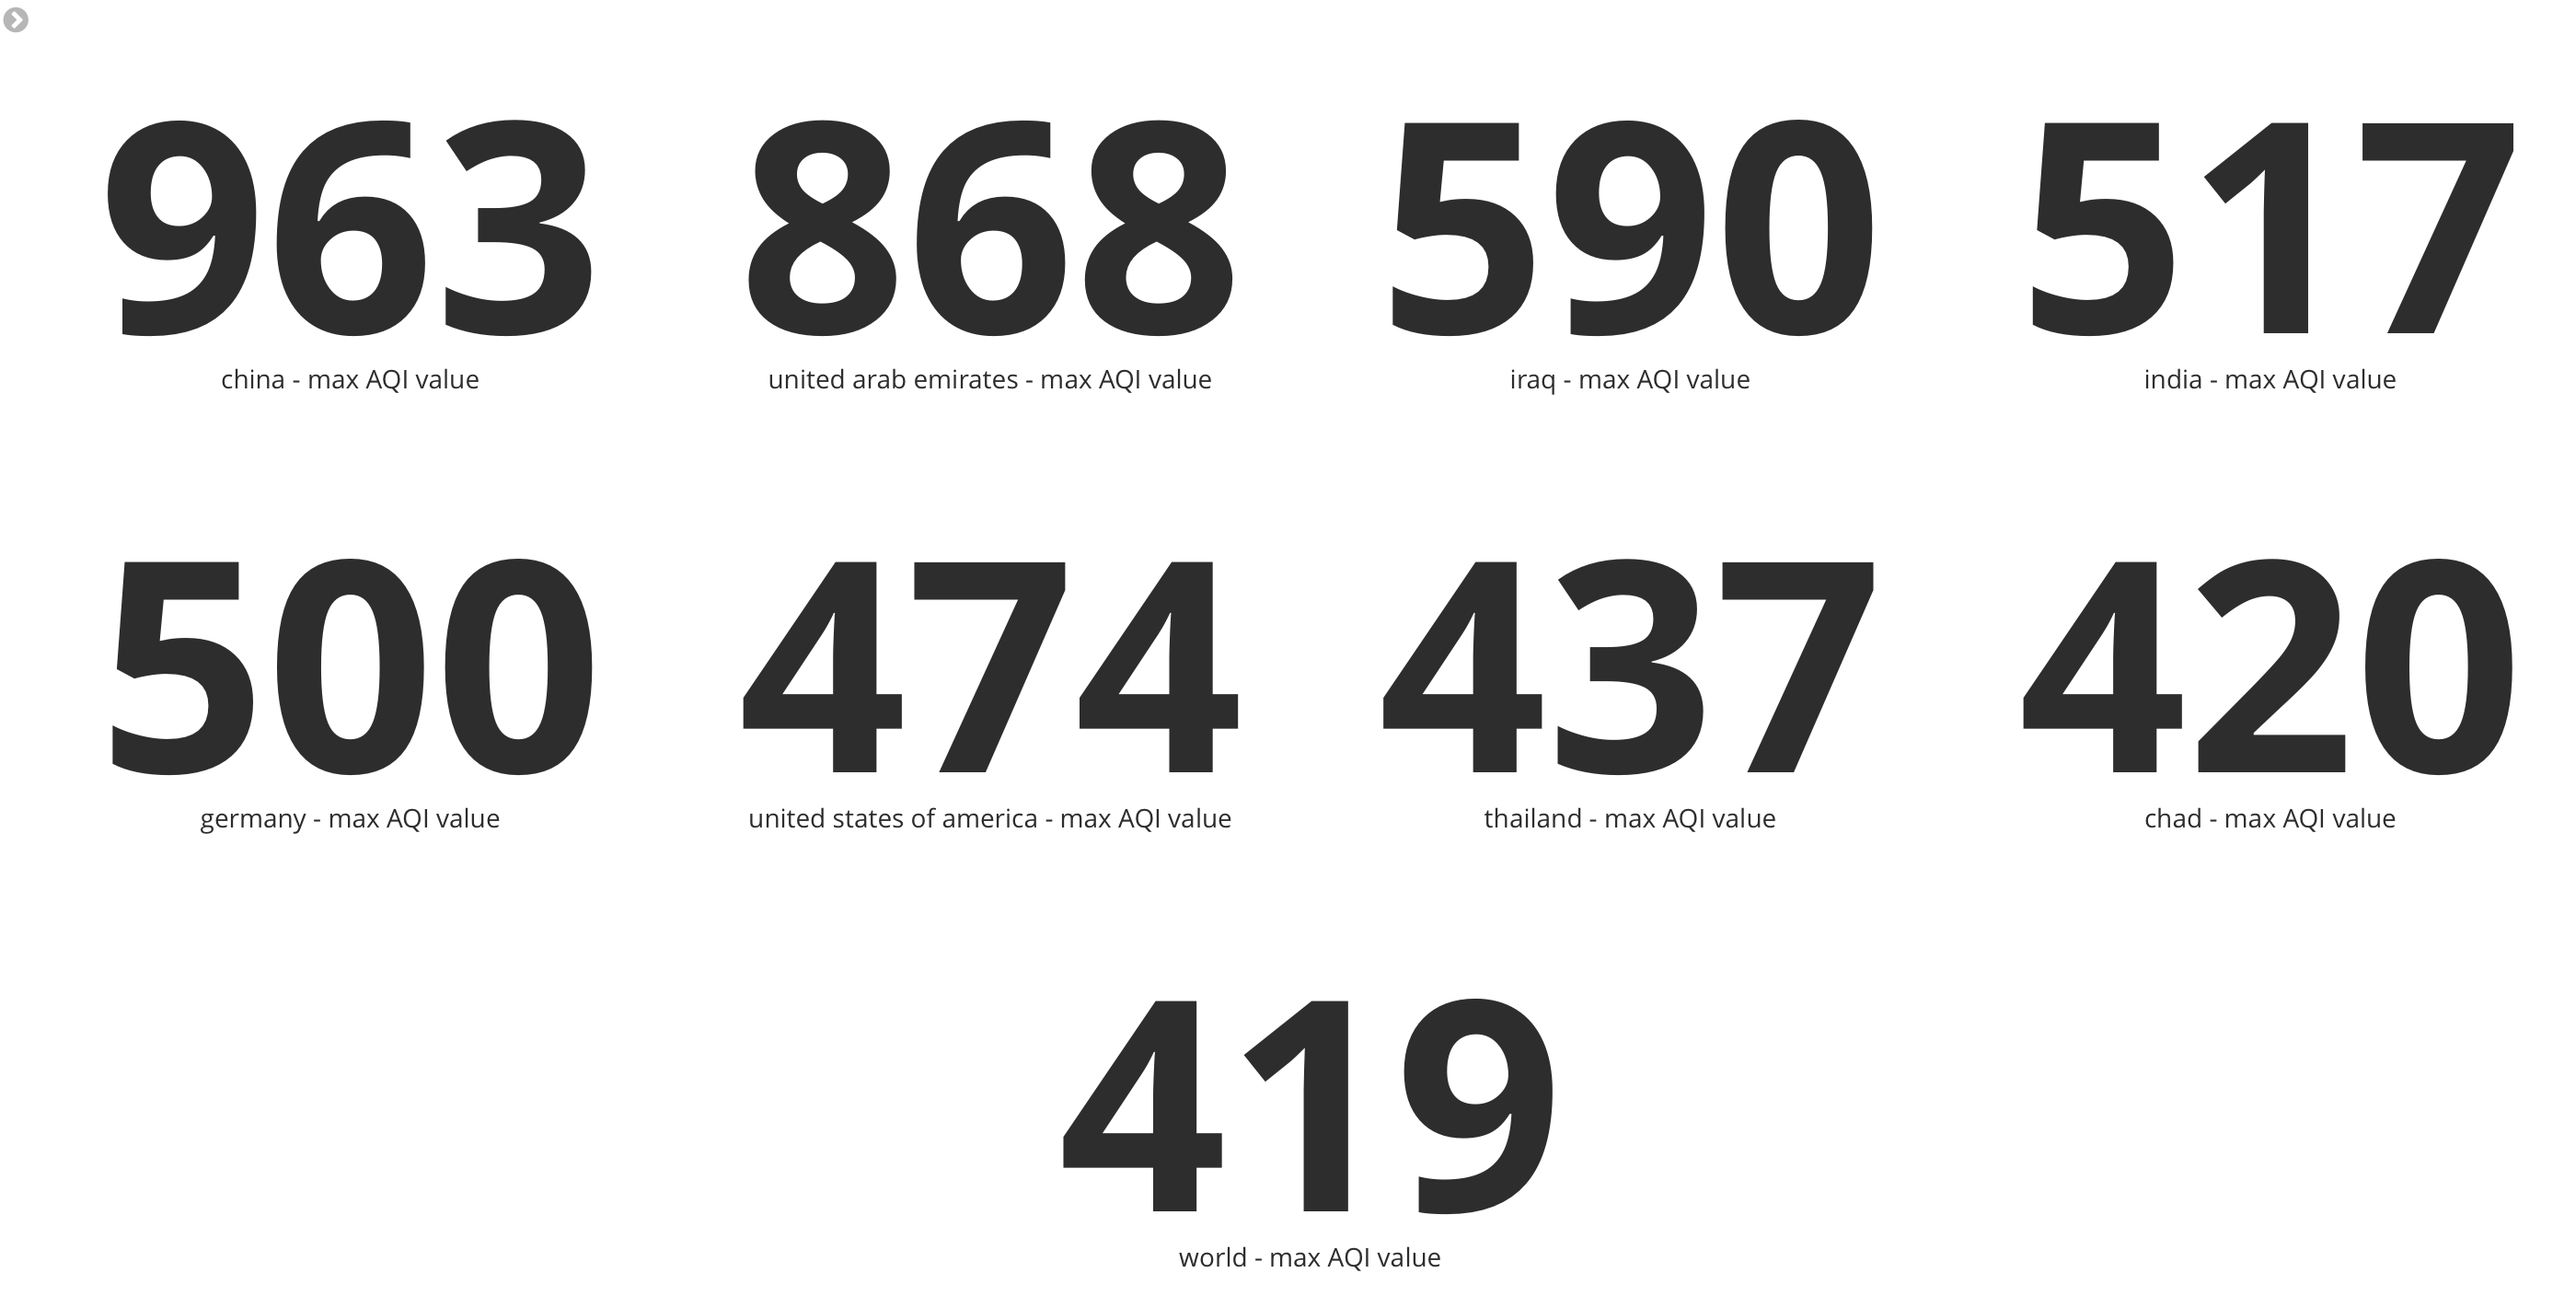 963
china - max AQI value
868
united arab emirates - max AQI value
590
iraq - max AQI value
517
india - max AQI value
500
germany - max AQI value
474
united states of america - max AQI value
437
thailand - max AQI value
420
chad - max AQI value
419
world - max AQI value